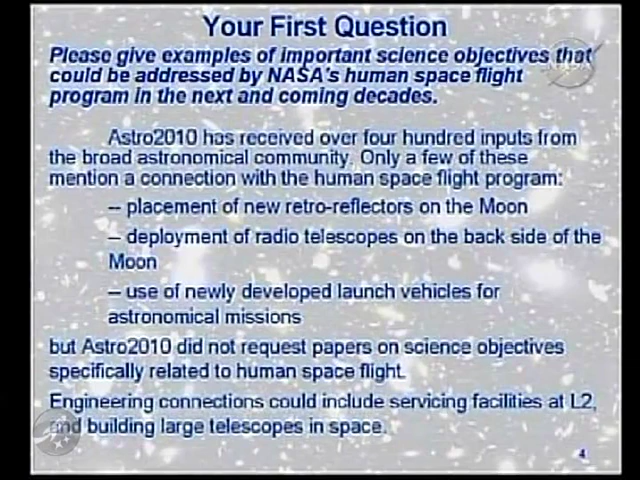 Your First Question
Please give examples of important science objectives that
could be addressed by NASA's human space flight
program in the next and coming decades.
NASA
Astro2010 has received over four hundred inputs from
the broad astronomical community. Only a few of these
mention a connection with the human space flight program:
-- placement of new retro-reflectors on the Moon
-- deployment of radio telescopes on the back side of the
Moon
-- use of newly developed launch vehicles for
astronomical missions
but Astro2010 did not request papers on science objectives
specifically related to human space flight.
Engineering connections could include servicing facilities at L2,
and building large telescopes in space.
4